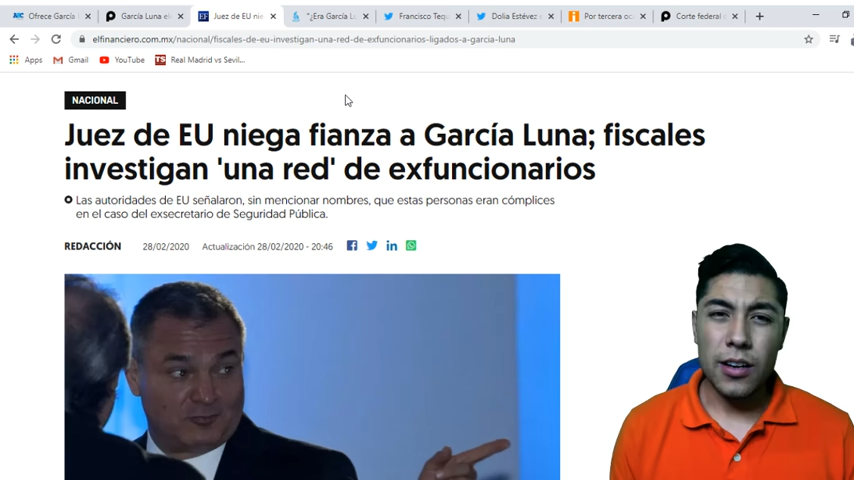 Ofrece García
García Luna ele
Juez de EU nie
"¿Era García La
Francisco Teq
Dolia Estévez
Por tercera oc
Corte federal
elfinanciero.com.mx/nacional/fiscales-de-eu-investigan-una-red-de-exfuncionarios-ligados-a-garcia-luna
Apps
Gmail
YouTube
Real Madrid vs Sevil...
NACIONAL
Juez de EU niega fianza a García Luna; fiscales
investigan 'una red' de exfuncionarios
Las autoridades de EU señalaron, sin mencionar nombres, que estas personas eran cómplices
en el caso del exsecretario de Seguridad Pública.
REDACCIÓN
28/02/2020
Actualización 28/02/2020 - 20:46